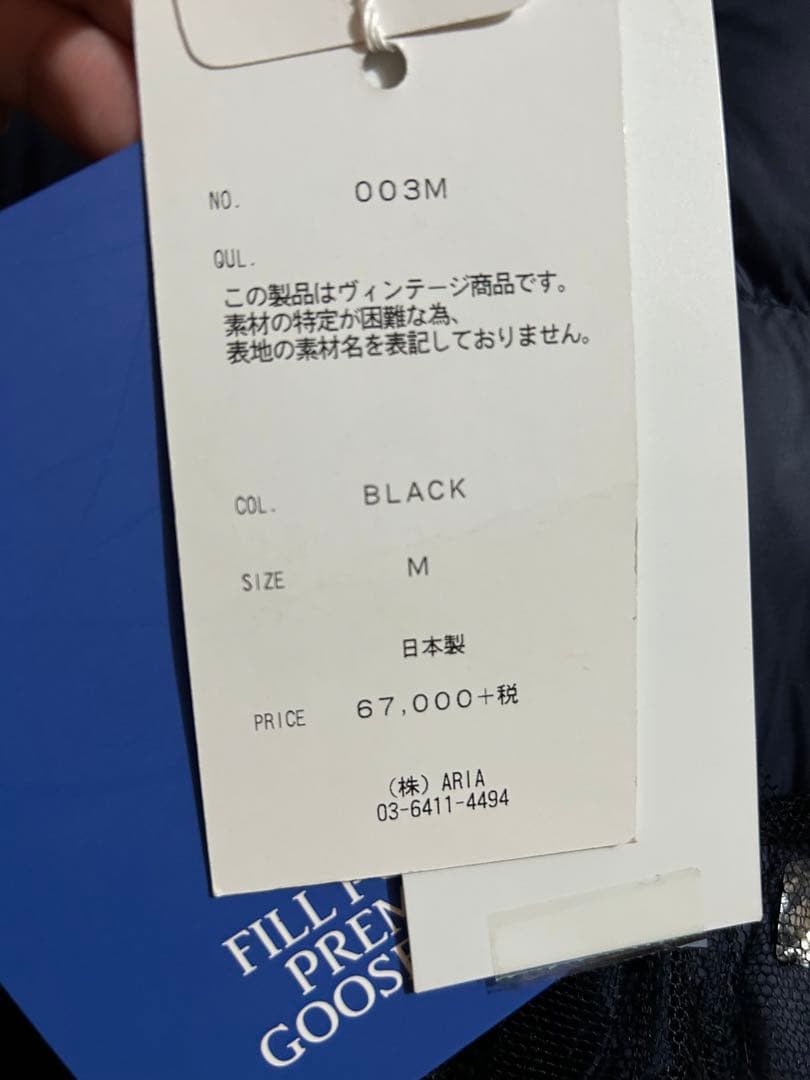 NO. 003M
QUL.
この製品はヴィンテージ商品です。
素材の特定が困難な為、
表地の素材名を表記しておりません。
COL. BLACK
SIZE M
日本製
PRICE 67,000+税
(株) ARIA
03-6411-4494
FILL
GOOSE